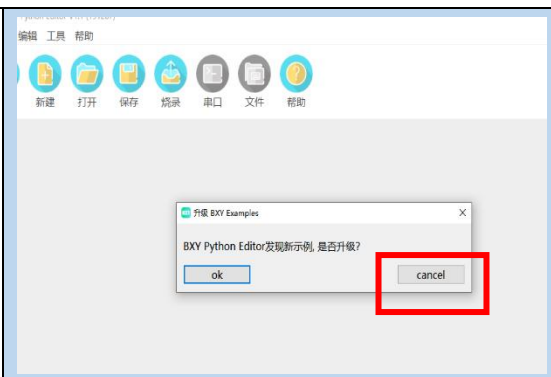 编辑 工具 帮助
新建 打开 保存 烧录 串口 文件 帮助
升级 BXY Examples
BXY Python Editor发现新示例, 是否升级?
ok cancel